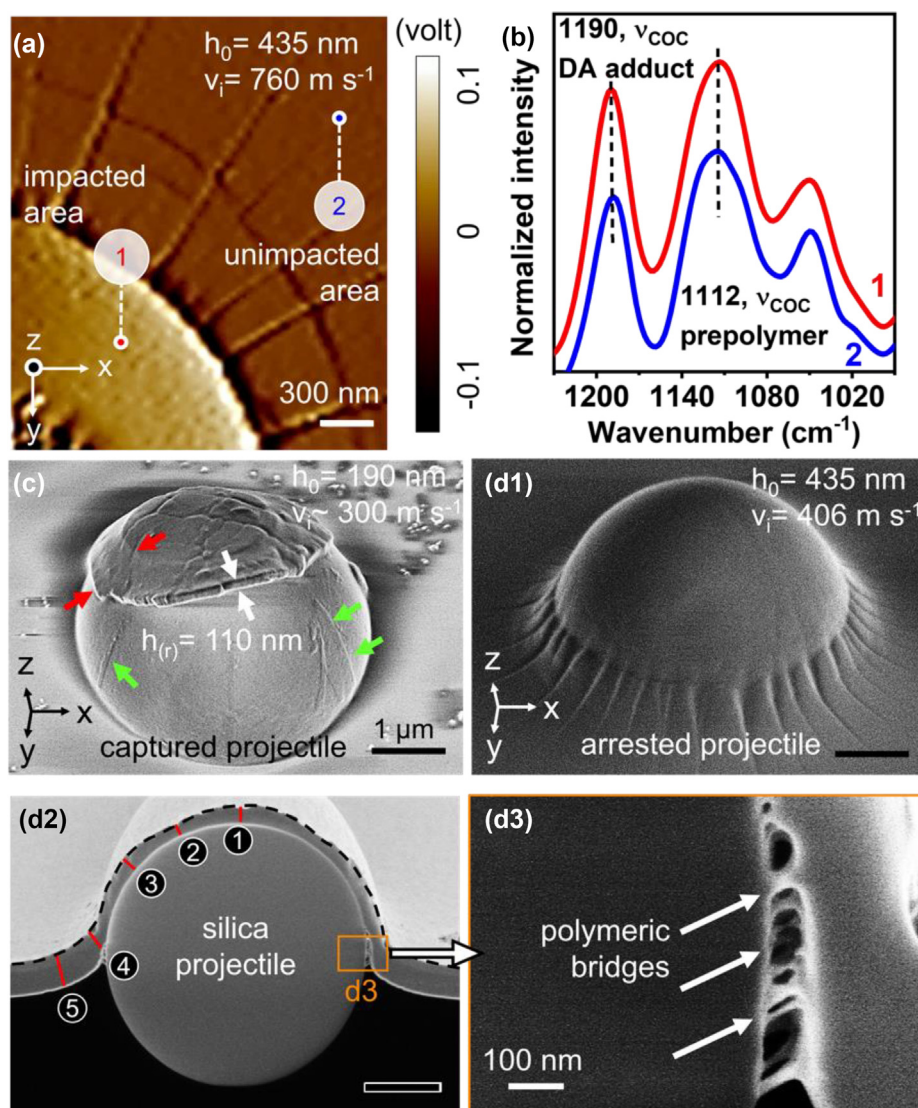 (a)
h₀= 435 nm
vᵢ= 760 m s⁻¹
impacted
area
1
2
unimpacted
area
z
x
y
300 nm
(volt)
0.1
0
-0.1
(b)
1190, ν_COC
DA adduct
1112, ν_COC
prepolymer
1
2
Normalized intensity
1200 1140 1080 1020
Wavenumber (cm⁻¹)
(c)
h₀= 190 nm
vᵢ~ 300 m s⁻¹
h₍ᵣ₎= 110 nm
z
x
y
1 µm
captured projectile
(d1)
h₀= 435 nm
vᵢ= 406 m s⁻¹
z
x
y
arrested projectile
(d2)
1
2
3
4
5
silica
projectile
d3
(d3)
polymeric
bridges
100 nm